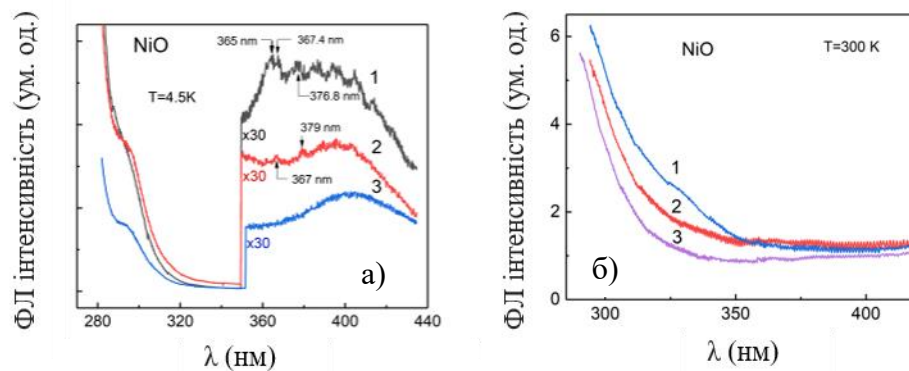 ФЛ інтенсивність (ум. од.)
NiO
T=4.5K
365 nm
367.4 nm
376.8 nm
1
x30
379 nm
2
x30
367 nm
3
x30
а)
280 320 360 400 440
λ (нм)
ФЛ інтенсивність (ум. од.)
NiO
T=300 K
6
4
2
0
1
2
3
б)
300 350 400
λ (нм)